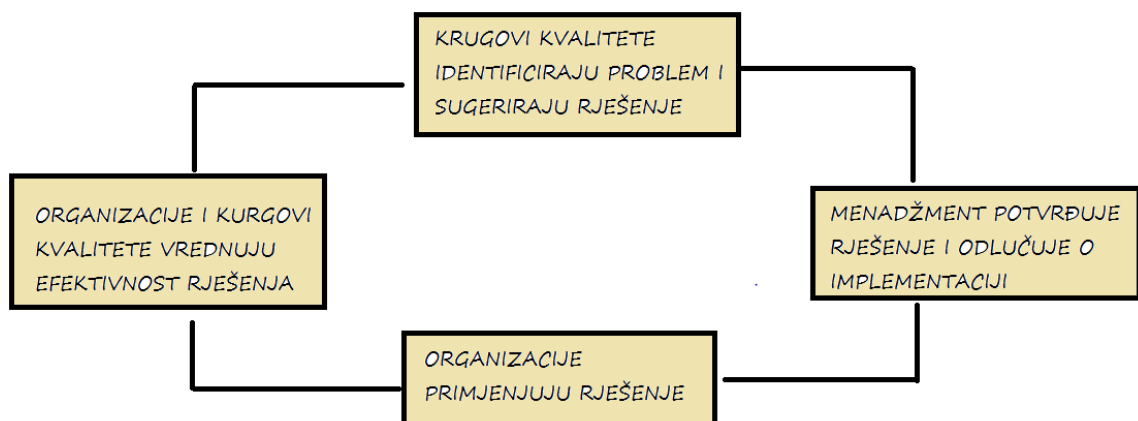 KRUGOVI KVALITETE
IDENTIFICIRAJU PROBLEM I
SUGERIRAJU RJEŠENJE
ORGANIZACIJE I KURGOVI
KVALITETE VREDNUJU
EFEKTIVNOST RJEŠENJA
MENADŽMENT POTVRĐUJE
RJEŠENJE I ODLUČUJE O
IMPLEMENTACIJI
ORGANIZACIJE
PRIMJENJUJU RJEŠENJE